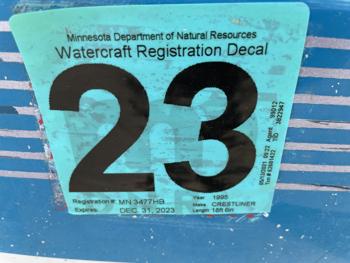 Minnesota Department of Natural Resources
Watercraft Registration Decal
23
Registration #: MN 3477HB
Expires: DEC. 31, 2023
Year 1995
Make CRESTLINER
Length 16ft 6in